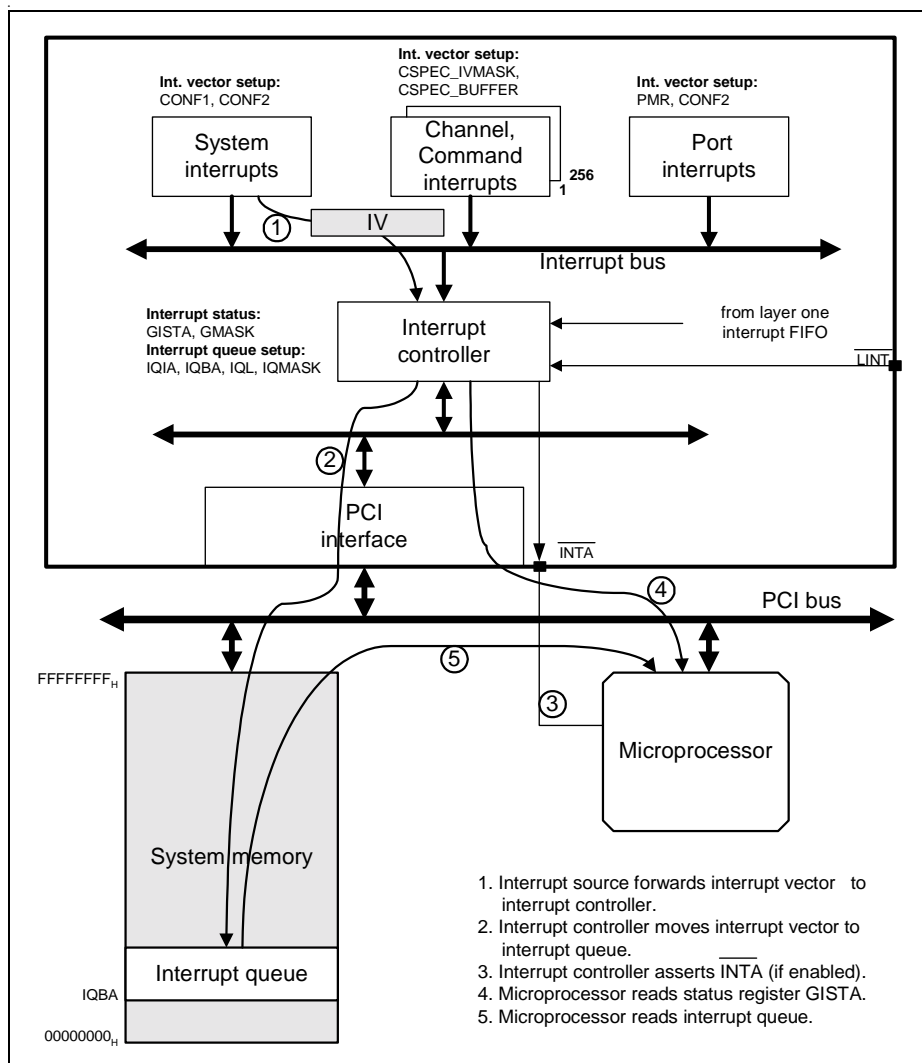 Int. vector setup:
CSPEC_IVMASK,
CSPEC_BUFFER
Int. vector setup:
CONF1, CONF2
Int. vector setup:
PMR, CONF2
System
interrupts
Channel,
Command
interrupts
256
1
Port
interrupts
1
IV
Interrupt bus
Interrupt status:
GISTA, GMASK
Interrupt queue setup:
IQIA, IQBA, IQL, IQMASK
Interrupt
controller
from layer one
interrupt FIFO
LINT
2
PCI
interface
INTA
4
PCI bus
5
FFFFFFFFH
3
Microprocessor
System memory
Interrupt queue
IQBA
00000000H
1. Interrupt source forwards interrupt vector to
interrupt controller.
2. Interrupt controller moves interrupt vector to
interrupt queue.
3. Interrupt controller asserts INTA (if enabled).
4. Microprocessor reads status register GISTA.
5. Microprocessor reads interrupt queue.